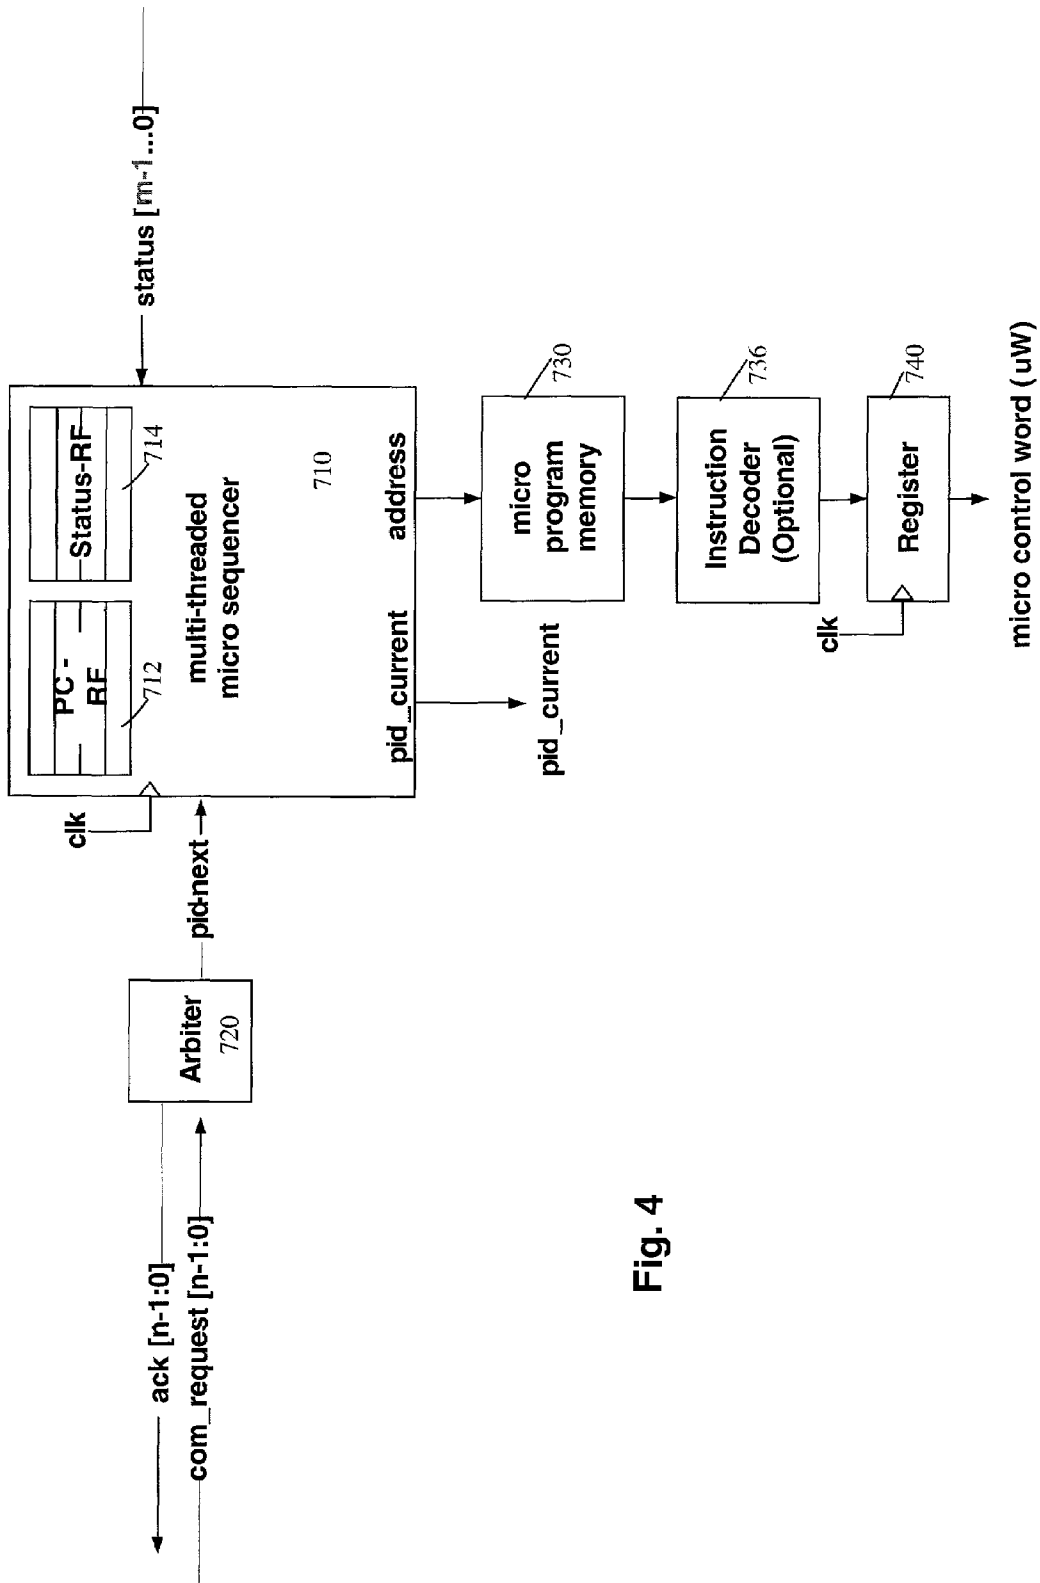 status [m-1...0]
PC -
RF
712
Status-RF
714
multi-threaded
micro sequencer
710
clk
pid-next
Arbiter
720
ack [n-1:0]
com_request [n-1:0]
pid_current
address
pid_current
micro
program
memory
730
Instruction
Decoder
(Optional)
736
clk
Register
740
micro control word (uW)
Fig. 4